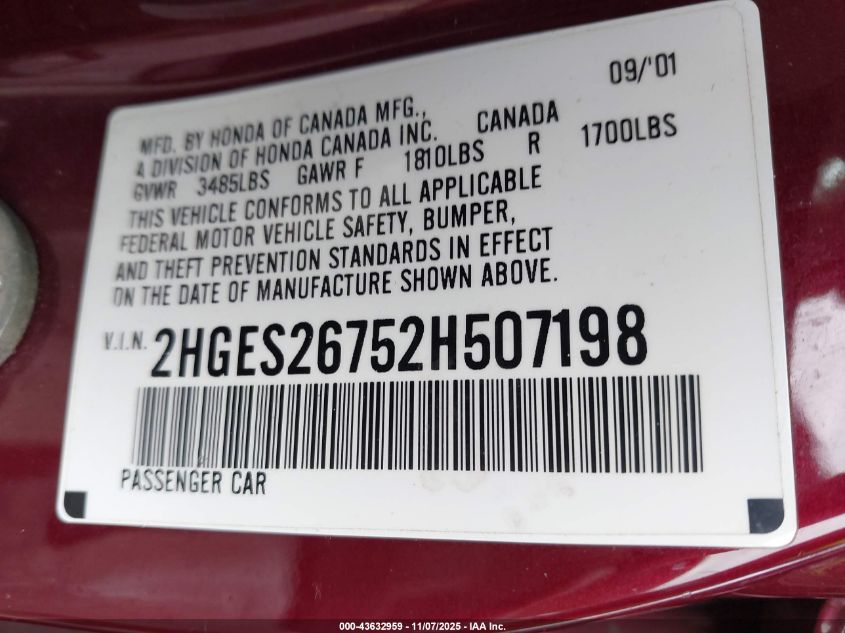 09/'01
MFD. BY HONDA OF CANADA MFG., CANADA
A DIVISION OF HONDA CANADA INC.
GVWR 3485LBS GAWR F 1810LBS R 1700LBS
THIS VEHICLE CONFORMS TO ALL APPLICABLE
FEDERAL MOTOR VEHICLE SAFETY, BUMPER,
AND THEFT PREVENTION STANDARDS IN EFFECT
ON THE DATE OF MANUFACTURE SHOWN ABOVE.
V.I.N. 2HGES26752H507198
PASSENGER CAR
000-43632959 - 11/07/2025 - IAA Inc.